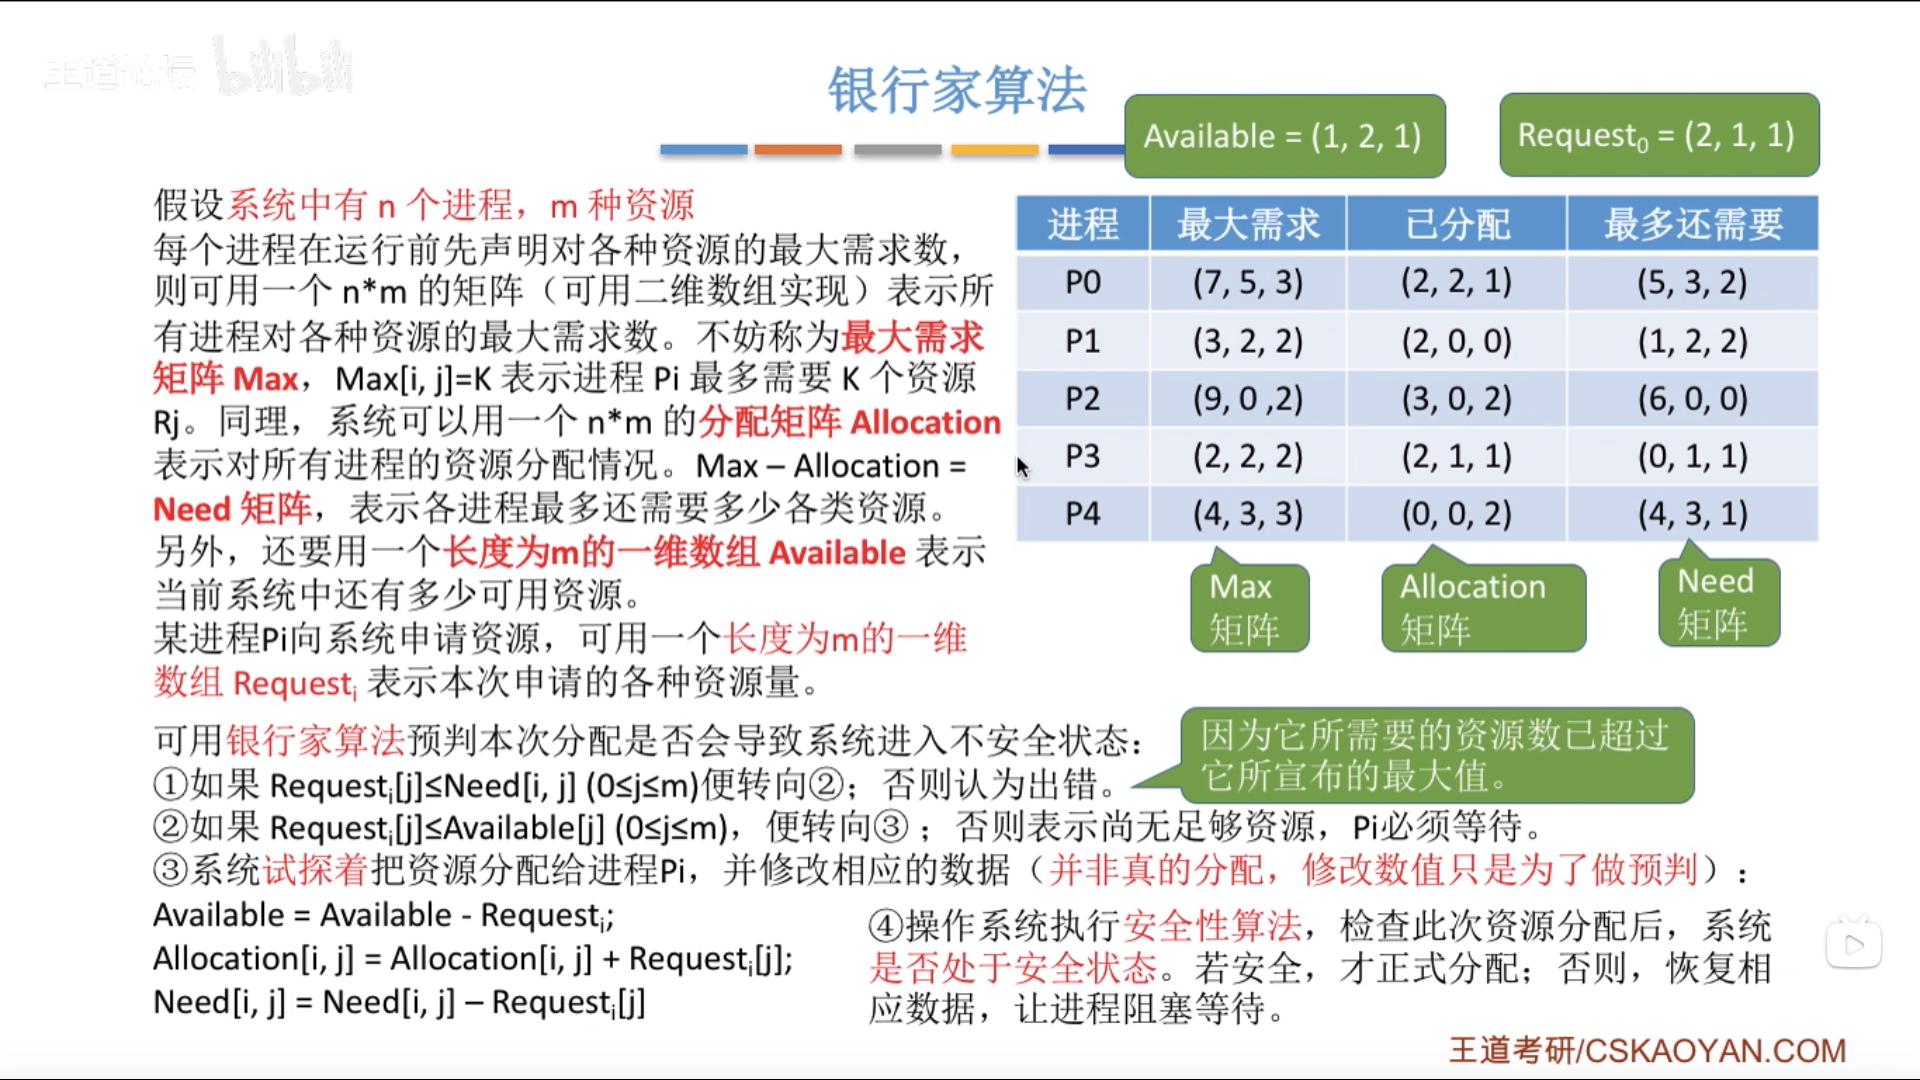 王道论坛 bilibili
银行家算法
Available = (1, 2, 1)
Request₀ = (2, 1, 1)
假设系统中有 n 个进程，m 种资源
每个进程在运行前先声明对各种资源的最大需求数，
则可用一个 n*m 的矩阵（可用二维数组实现）表示所
有进程对各种资源的最大需求数。不妨称为最大需求
矩阵 Max，Max[i, j]=K 表示进程 Pi 最多需要 K 个资源
Rj。同理，系统可以用一个 n*m 的分配矩阵 Allocation
表示对所有进程的资源分配情况。Max – Allocation =
Need 矩阵，表示各进程最多还需要多少各类资源。
另外，还要用一个长度为m的一维数组 Available 表示
当前系统中还有多少可用资源。
某进程Pi向系统申请资源，可用一个长度为m的一维
数组 Requestᵢ 表示本次申请的各种资源量。
进程 最大需求 已分配 最多还需要
P0 (7, 5, 3) (2, 2, 1) (5, 3, 2)
P1 (3, 2, 2) (2, 0, 0) (1, 2, 2)
P2 (9, 0 ,2) (3, 0, 2) (6, 0, 0)
P3 (2, 2, 2) (2, 1, 1) (0, 1, 1)
P4 (4, 3, 3) (0, 0, 2) (4, 3, 1)
Max
矩阵
Allocation
矩阵
Need
矩阵
可用银行家算法预判本次分配是否会导致系统进入不安全状态：
①如果 Requestᵢ[j]≤Need[i, j] (0≤j≤m)便转向②；否则认为出错。
因为它所需要的资源数已超过
它所宣布的最大值。
②如果 Requestᵢ[j]≤Available[j] (0≤j≤m)，便转向③ ；否则表示尚无足够资源，Pi必须等待。
③系统试探着把资源分配给进程Pi，并修改相应的数据（并非真的分配，修改数值只是为了做预判）：
Available = Available - Requestᵢ;
Allocation[i, j] = Allocation[i, j] + Requestᵢ[j];
Need[i, j] = Need[i, j] – Requestᵢ[j]
④操作系统执行安全性算法，检查此次资源分配后，系统
是否处于安全状态。若安全，才正式分配；否则，恢复相
应数据，让进程阻塞等待。
王道考研/CSKAOYAN.COM